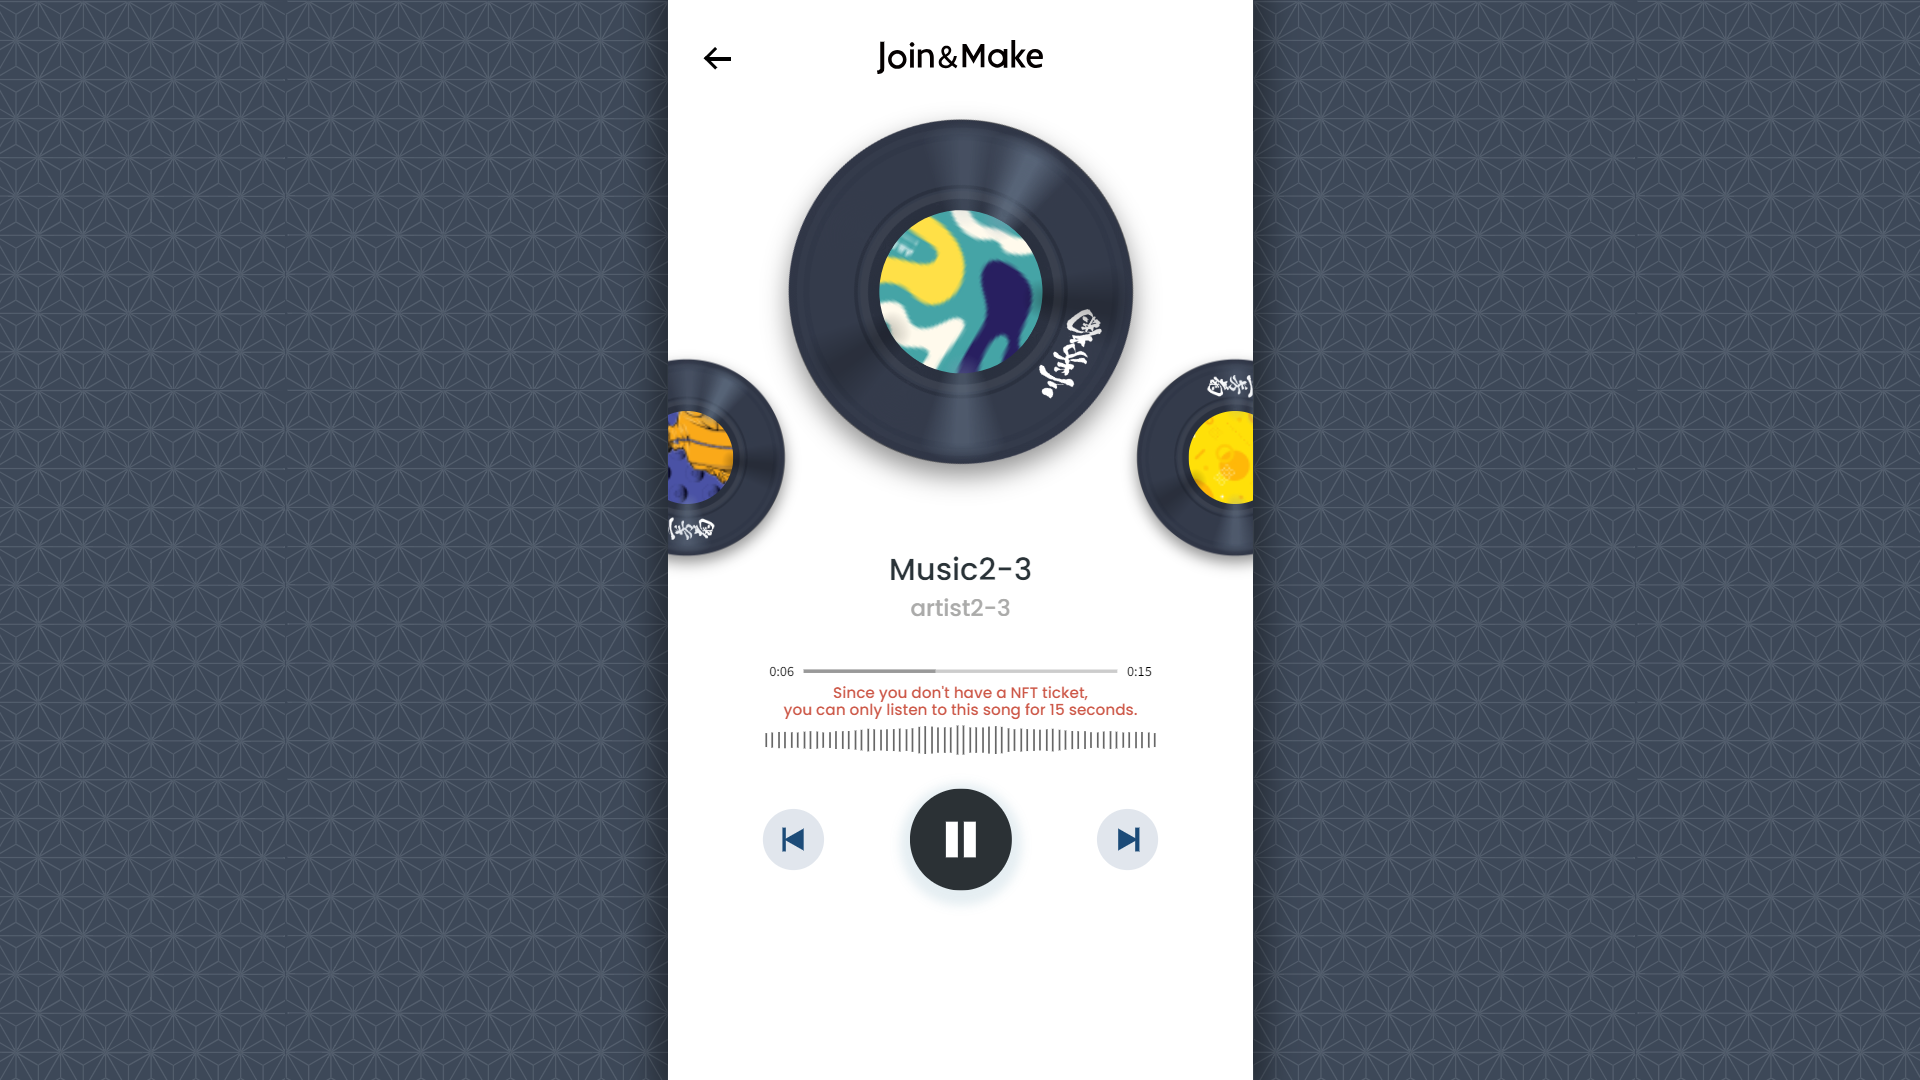 Join&Make
Music2-3
artist2-3
0:06
0:15
Since you don't have a NFT ticket,
you can only listen to this song for 15 seconds.